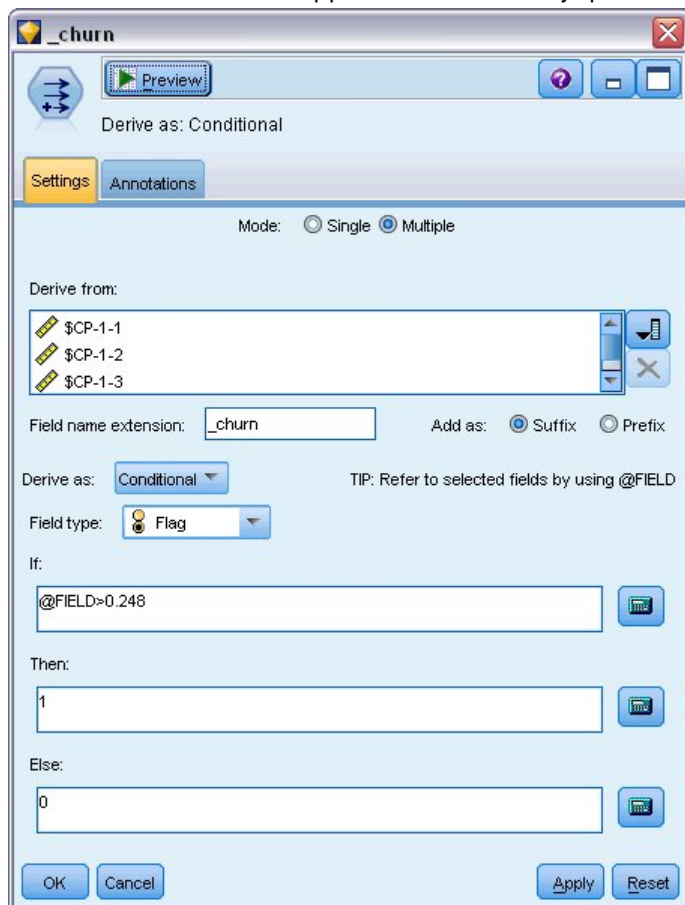 _churn
Preview
Derive as: Conditional
Settings Annotations
Mode: Single Multiple
Derive from:
$CP-1-1
$CP-1-2
$CP-1-3
Field name extension: _churn Add as: Suffix Prefix
Derive as: Conditional TIP: Refer to selected fields by using @FIELD
Field type: Flag
If:
@FIELD>0.248
Then:
1
Else:
0
OK Cancel Apply Reset